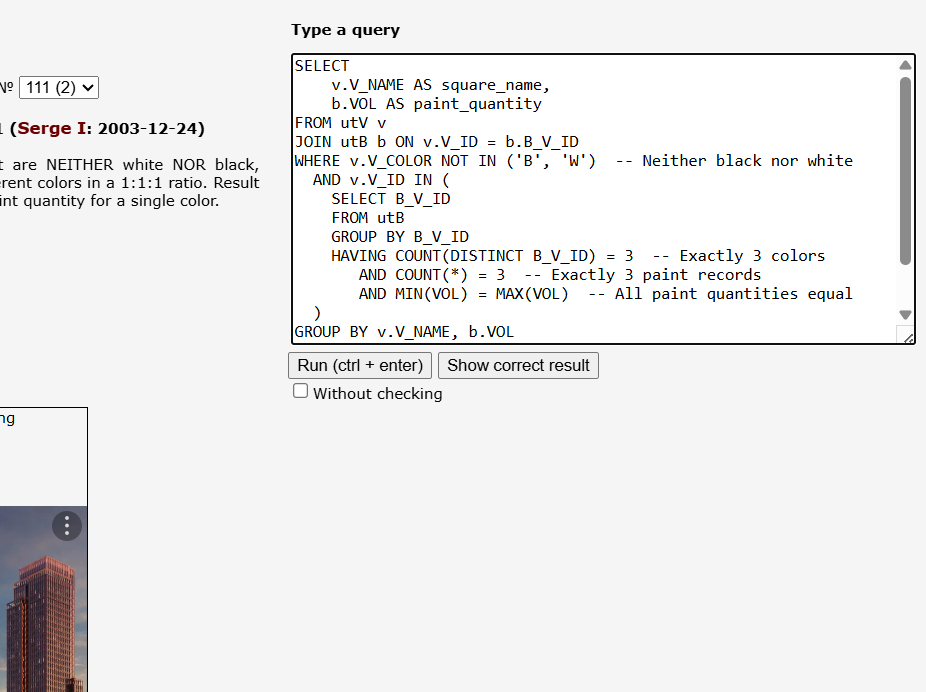 Type a query
Nº 111 (2)
1 (Serge I: 2003-12-24)
t are NEITHER white NOR black,
erent colors in a 1:1:1 ratio. Result
int quantity for a single color.
SELECT
v.V_NAME AS square_name,
b.VOL AS paint_quantity
FROM utV v
JOIN utB b ON v.V_ID = b.B_V_ID
WHERE v.V_COLOR NOT IN ('B', 'W')  -- Neither black nor white
AND v.V_ID IN (
SELECT B_V_ID
FROM utB
GROUP BY B_V_ID
HAVING COUNT(DISTINCT B_V_ID) = 3  -- Exactly 3 colors
AND COUNT(*) = 3  -- Exactly 3 paint records
AND MIN(VOL) = MAX(VOL)  -- All paint quantities equal
)
GROUP BY v.V_NAME, b.VOL
Run (ctrl + enter) Show correct result
Without checking
ng